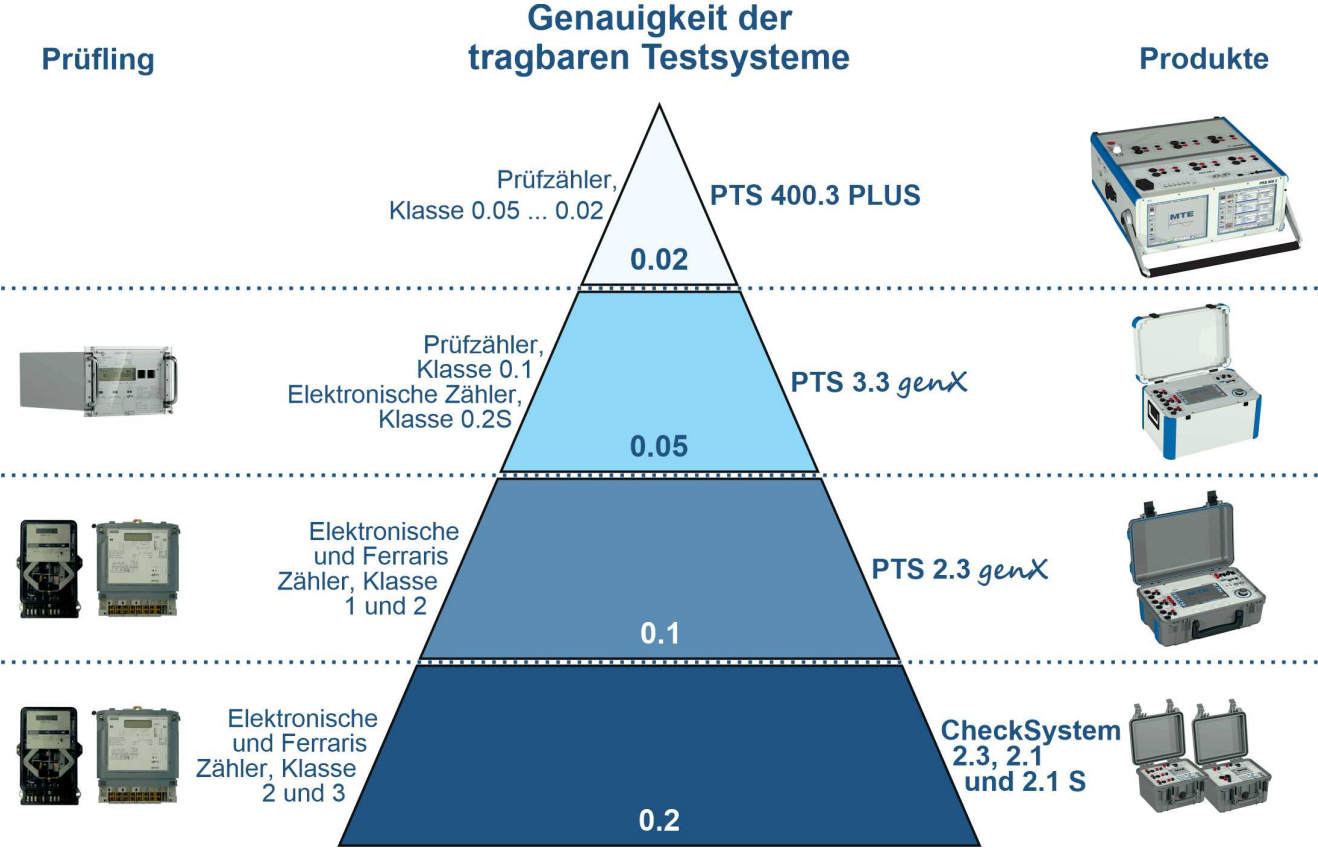 Genauigkeit der
tragbaren Testsysteme
Prüfling
Produkte
Prüfzähler,
Klasse 0.05 ... 0.02
0.02
PTS 400.3 PLUS
MTE
Prüfzähler,
Klasse 0.1
Elektronische Zähler,
Klasse 0.2S
0.05
PTS 3.3 genX
Elektronische
und Ferraris
Zähler, Klasse
1 und 2
0.1
PTS 2.3 genX
MTE
Elektronische
und Ferraris
Zähler, Klasse
2 und 3
0.2
CheckSystem
2.3, 2.1
und 2.1 S